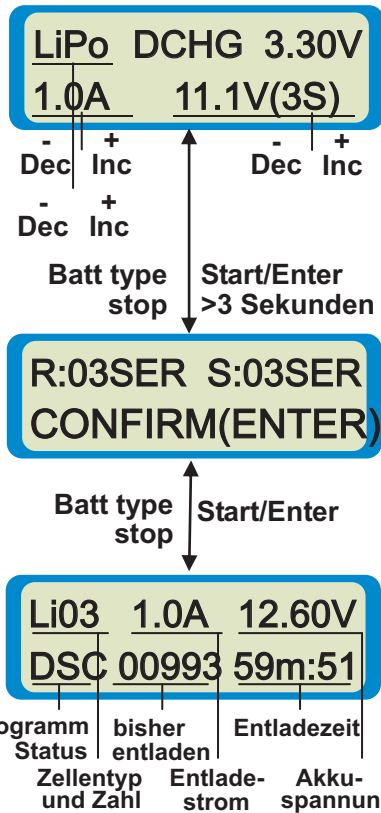 LiPo DCHG 3.30V
1.0A 11.1V(3S)
- + - +
Dec Inc Dec Inc
- +
Dec Inc
Batt type Start/Enter
stop >3 Sekunden
R:03SER S:03SER
CONFIRM(ENTER)
Batt type Start/Enter
stop
Li03 1.0A 12.60V
DSC 00993 59m:51
ogramm bisher Entladezeit
Status entladen
Zellentyp Entlade- Akku-
und Zahl strom spannun